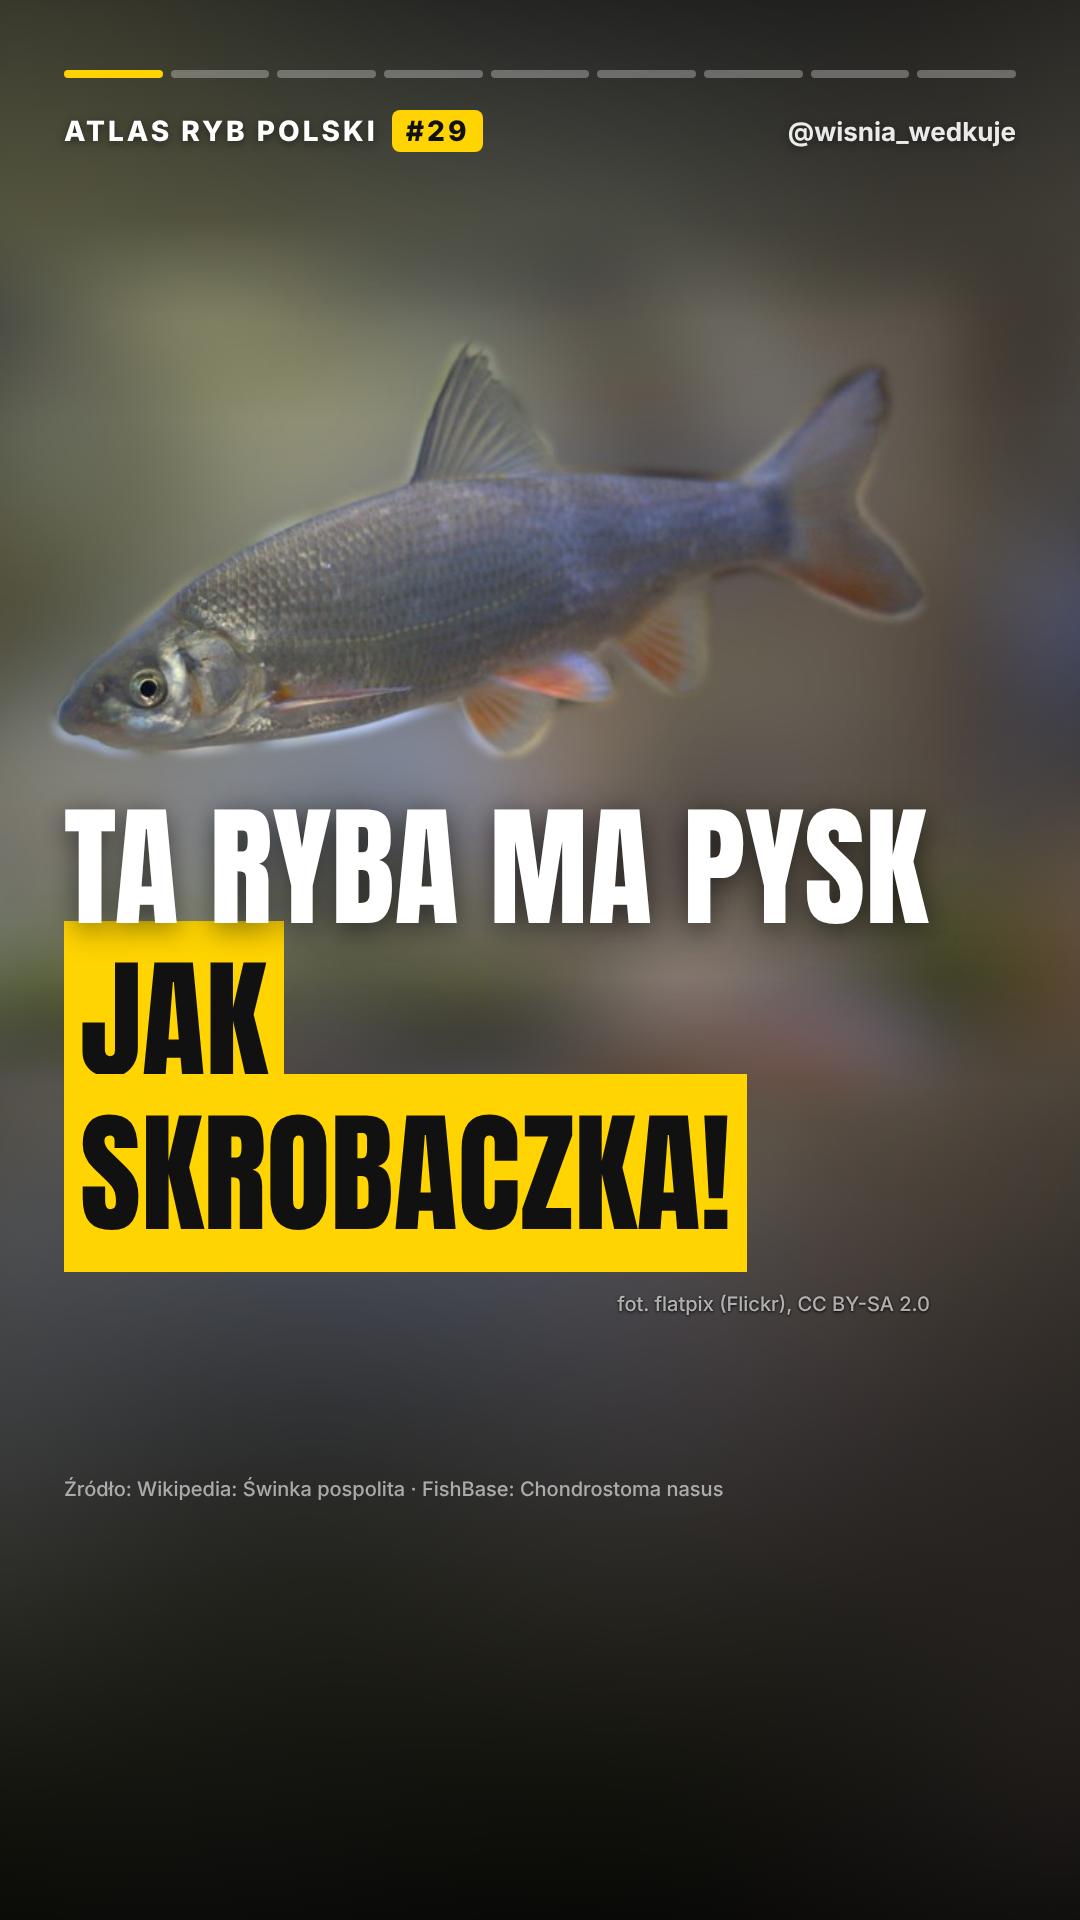 ATLAS RYB POLSKI #29
@wisnia_wedkuje
TA RYBA MA PYSK
JAK
SKROBACZKA!
fot. flatpix (Flickr), CC BY-SA 2.0
Źródło: Wikipedia: Świnka pospolita · FishBase: Chondrostoma nasus